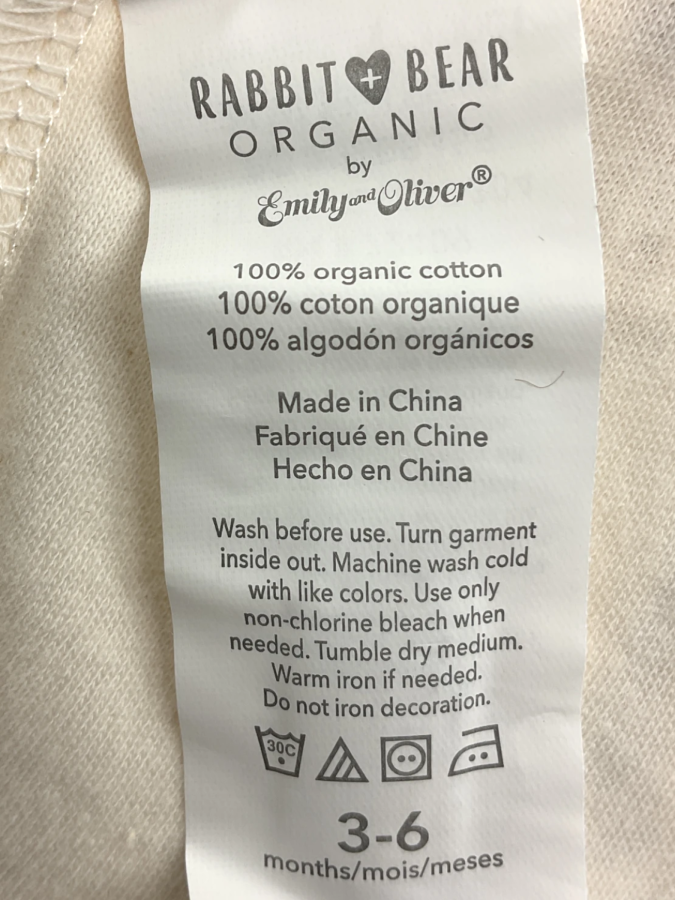 RABBIT + BEAR
ORGANIC
by
Emily and Oliver®
100% organic cotton
100% coton organique
100% algodón orgánicos
Made in China
Fabriqué en Chine
Hecho en China
Wash before use. Turn garment
inside out. Machine wash cold
with like colors. Use only
non-chlorine bleach when
needed. Tumble dry medium.
Warm iron if needed.
Do not iron decoration.
30C
3-6
months/mois/meses